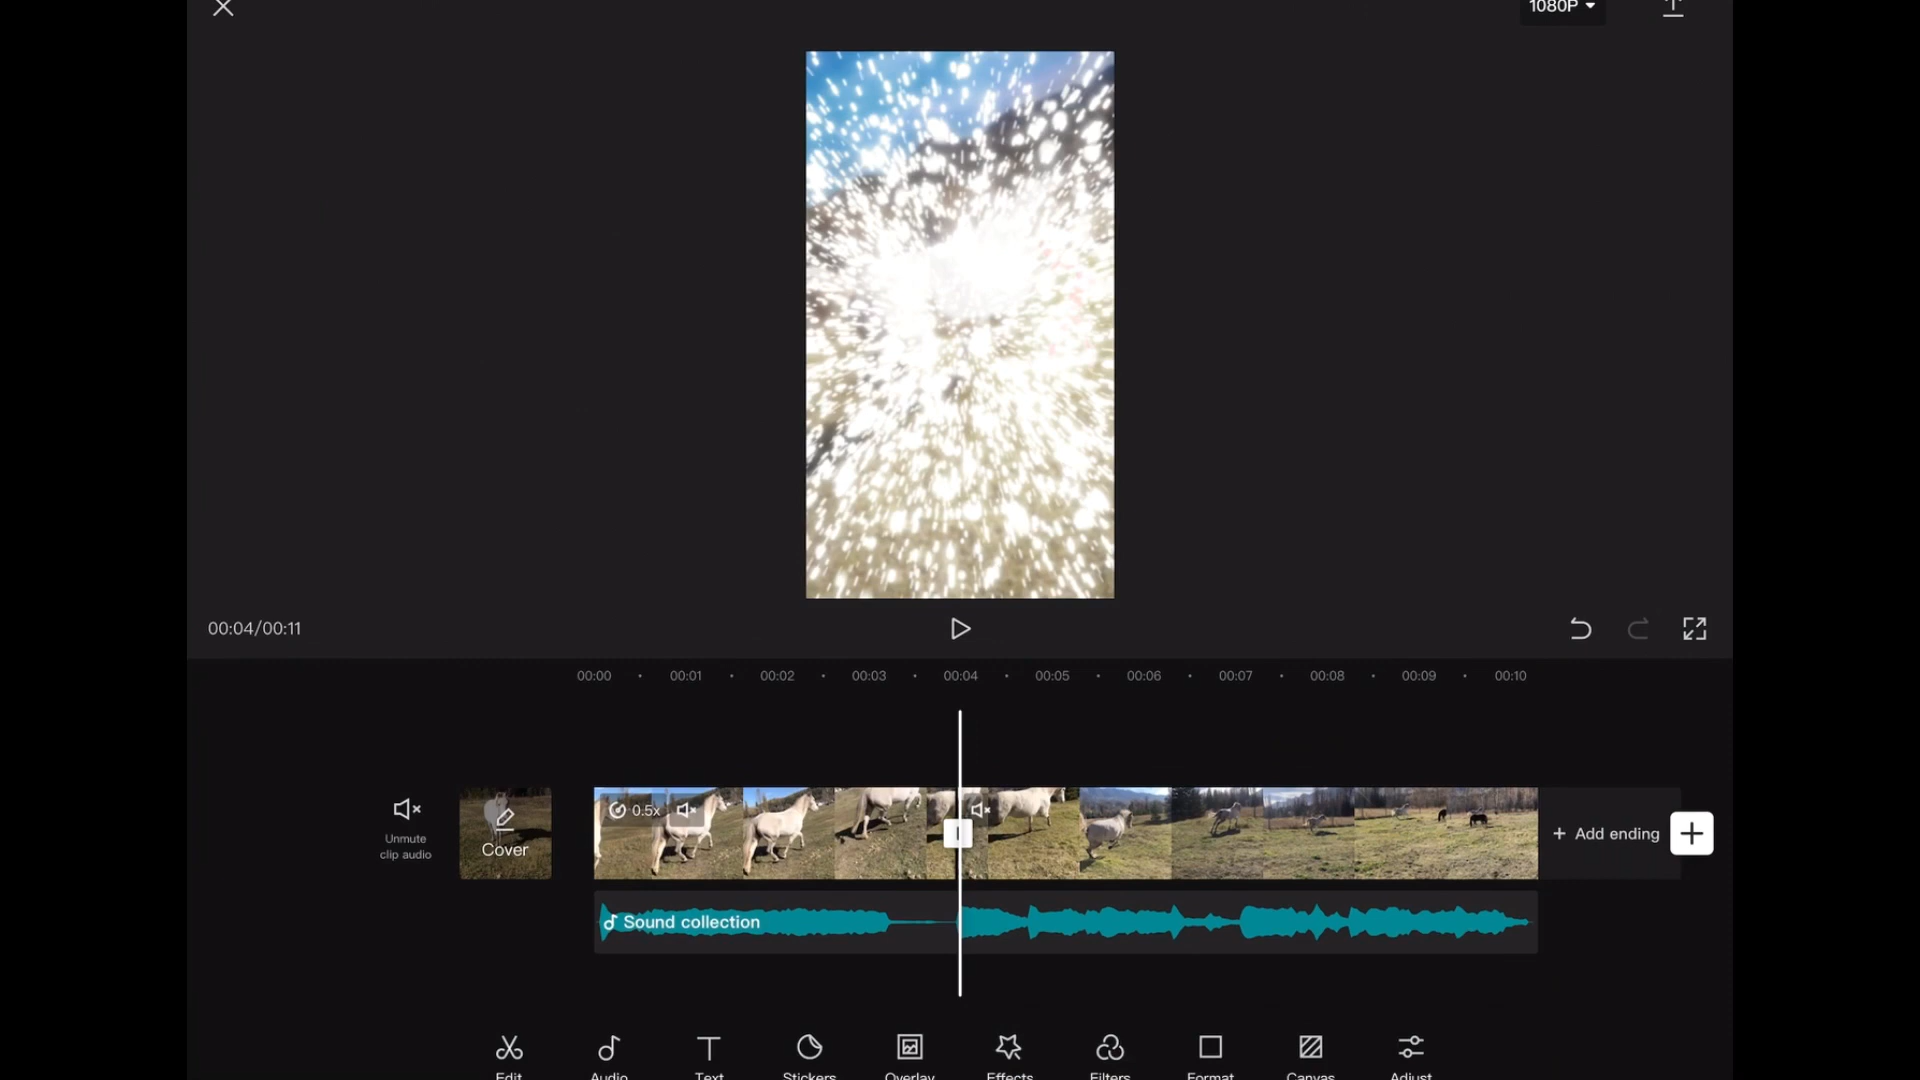 1080P
00:04/00:11
00:00 00:01 00:02 00:03 00:04 00:05 00:06 00:07 00:08 00:09 00:10
0.5x
Unmute
clip audio
Cover
+ Add ending
Sound collection
Edit Audio Text Stickers Overlay Effects Filters Format Canvas Adjust